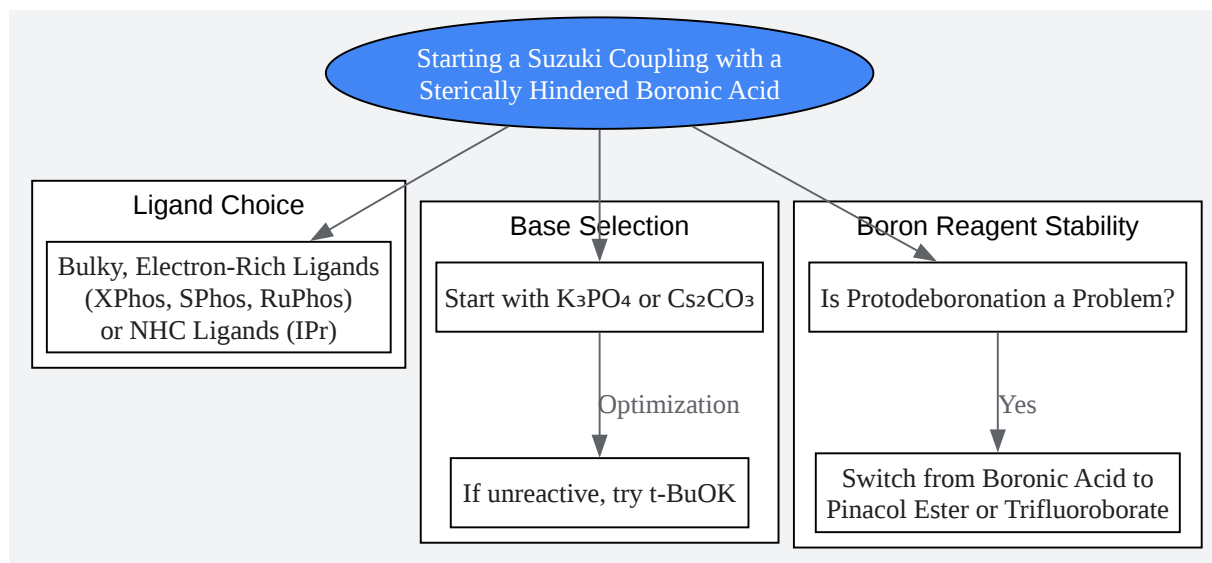 Starting a Suzuki Coupling with a
Sterically Hindered Boronic Acid
Ligand Choice
Bulky, Electron-Rich Ligands
(XPhos, SPhos, RuPhos)
or NHC Ligands (IPr)
Base Selection
Start with K₃PO₄ or Cs₂CO₃
Optimization
If unreactive, try t-BuOK
Boron Reagent Stability
Is Protodeboronation a Problem?
Yes
Switch from Boronic Acid to
Pinacol Ester or Trifluoroborate